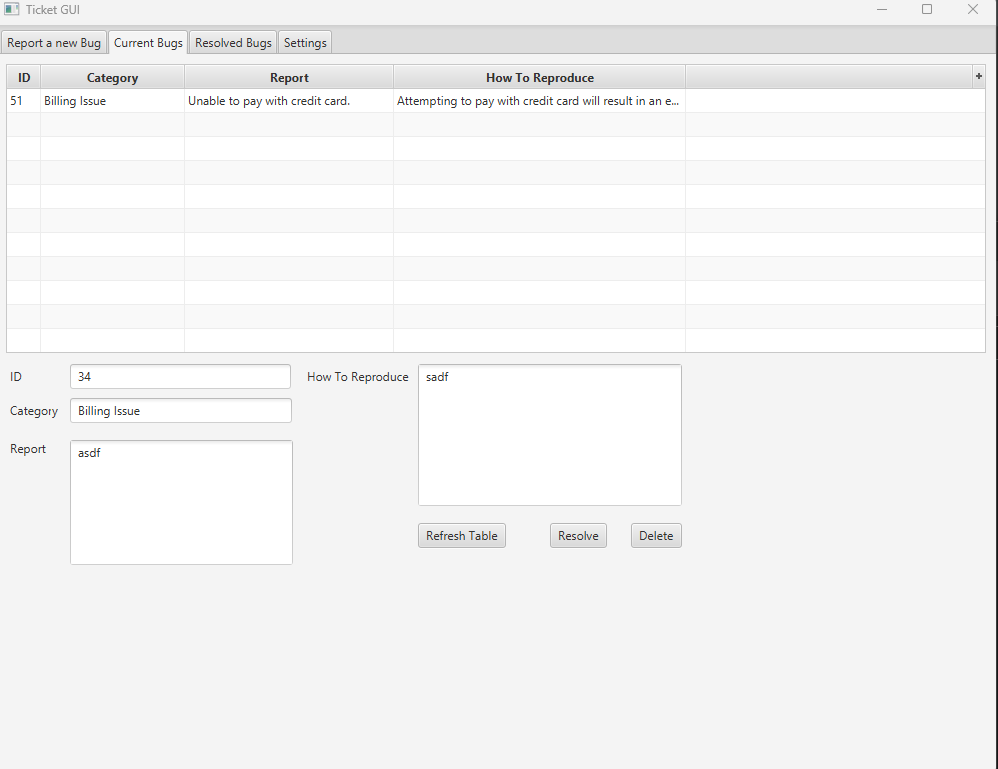 Ticket GUI
Report a new Bug Current Bugs Resolved Bugs Settings
ID Category Report How To Reproduce +
51 Billing Issue Unable to pay with credit card. Attempting to pay with credit card will result in an e...
ID 34 How To Reproduce sadf
Category Billing Issue
Report asdf
Refresh Table Resolve Delete